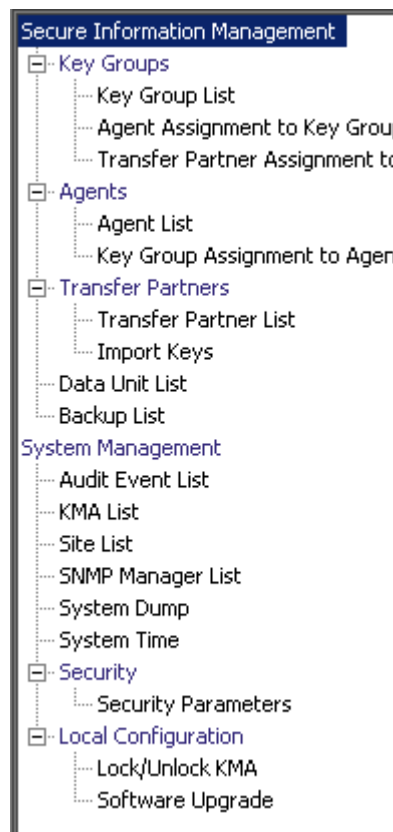 Secure Information Management
Key Groups
Key Group List
Agent Assignment to Key
Transfer Partner Assignment
Agents
Agent List
Key Group Assignment to
Transfer Partners
Transfer Partner List
Import Keys
Data Unit List
Backup List
System Management
Audit Event List
KMA List
Site List
SNMP Manager List
System Dump
System Time
Security
Security Parameters
Local Configuration
Lock/Unlock KMA
Software Upgrade